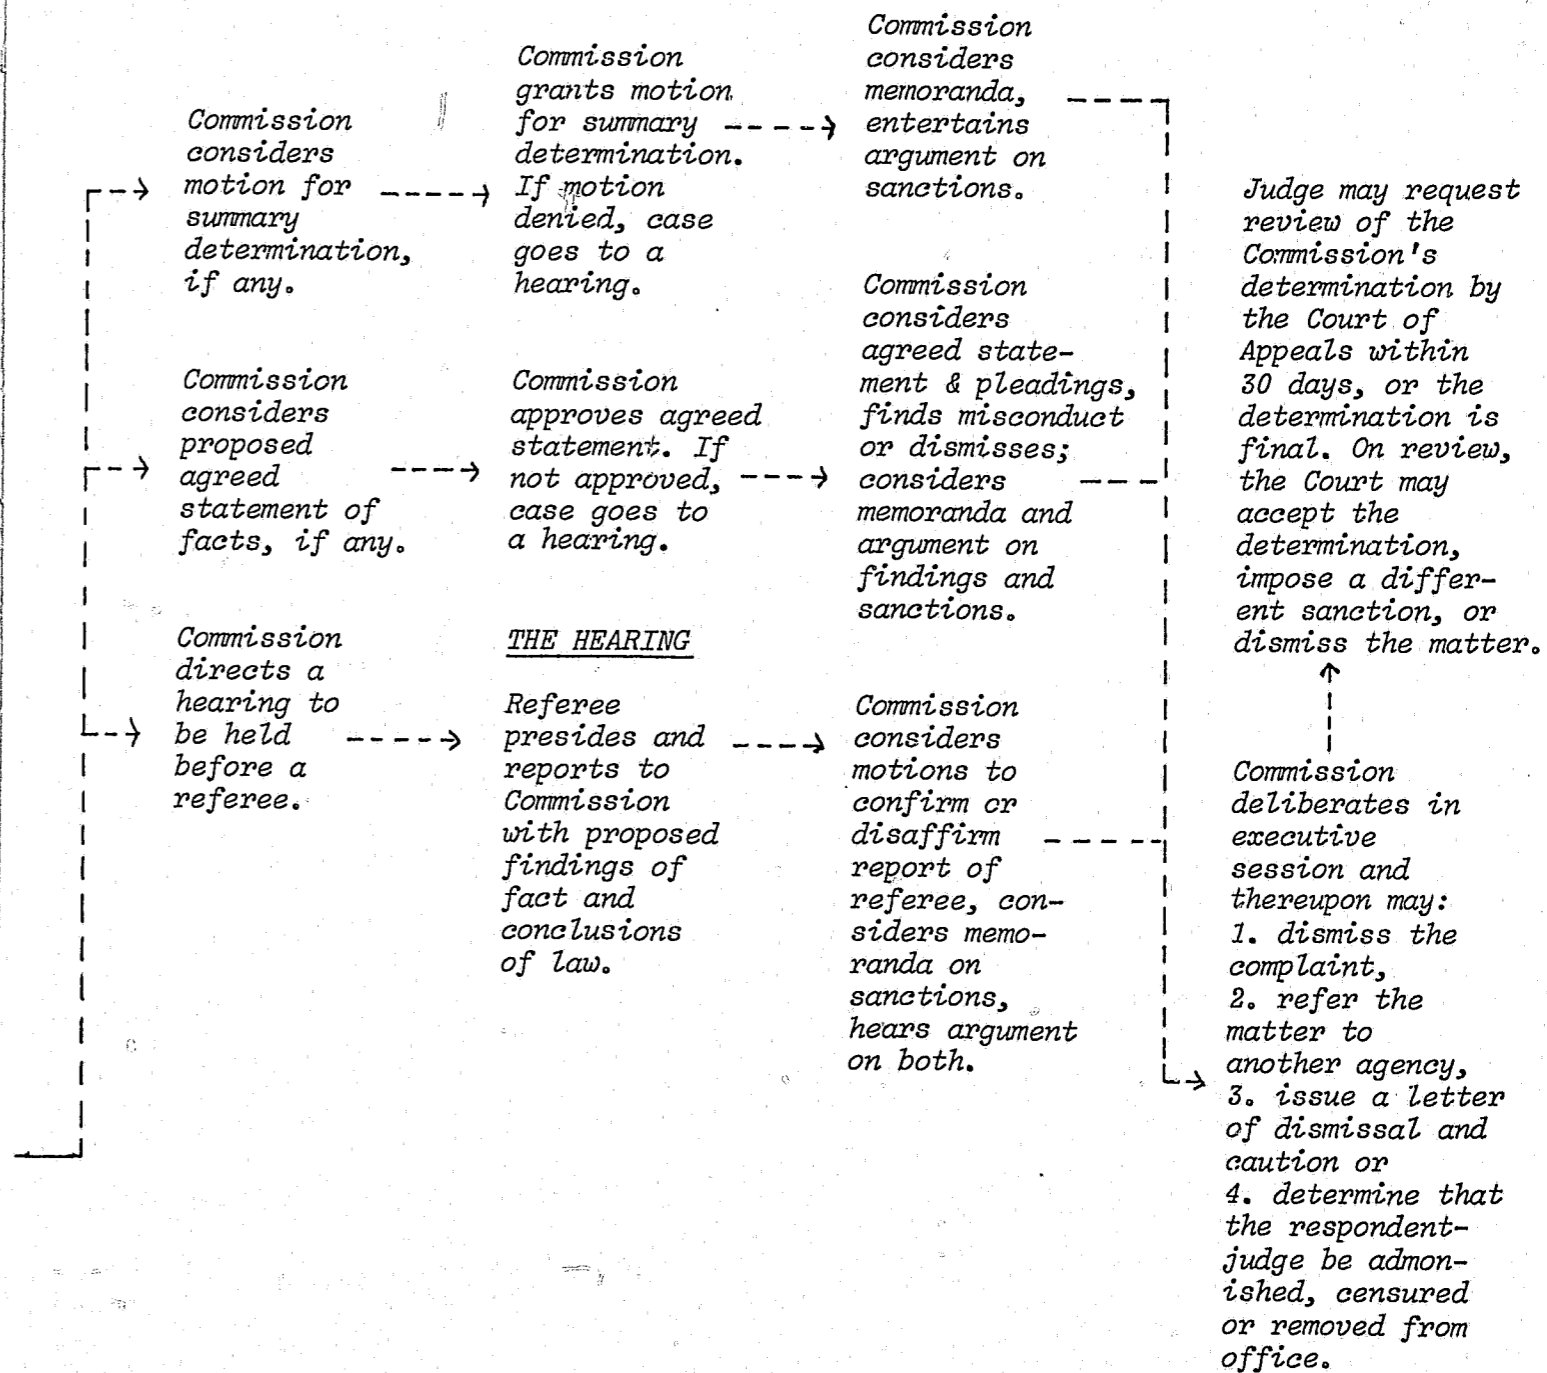 Commission
considers
motion for
summary
determination,
if any.
Commission
grants motion
for summary
determination.
If motion
denied, case
goes to a
hearing.
Commission
considers
memoranda,
entertains
argument on
sanctions.
Commission
considers
proposed
agreed
statement of
facts, if any.
Commission
approves agreed
statement. If
not approved,
case goes to
a hearing.
Commission
considers
agreed state-
ment & pleadings,
finds misconduct
or dismisses;
considers
memoranda and
argument on
findings and
sanctions.
Commission
directs a
hearing to
be held
before a
referee.
THE HEARING
Referee
presides and
reports to
Commission
with proposed
findings of
fact and
conclusions
of law.
Commission
considers
motions to
confirm or
disaffirm
report of
referee, con-
siders memo-
randa on
sanctions,
hears argument
on both.
Judge may request
review of the
Commission's
determination by
the Court of
Appeals within
30 days, or the
determination is
final. On review,
the Court may
accept the
determination,
impose a differ-
ent sanction, or
dismiss the matter.
Commission
deliberates in
executive
session and
thereupon may:
1. dismiss the
complaint,
2. refer the
matter to
another agency,
3. issue a letter
of dismissal and
caution or
4. determine that
the respondent-
judge be admon-
ished, censured
or removed from
office.